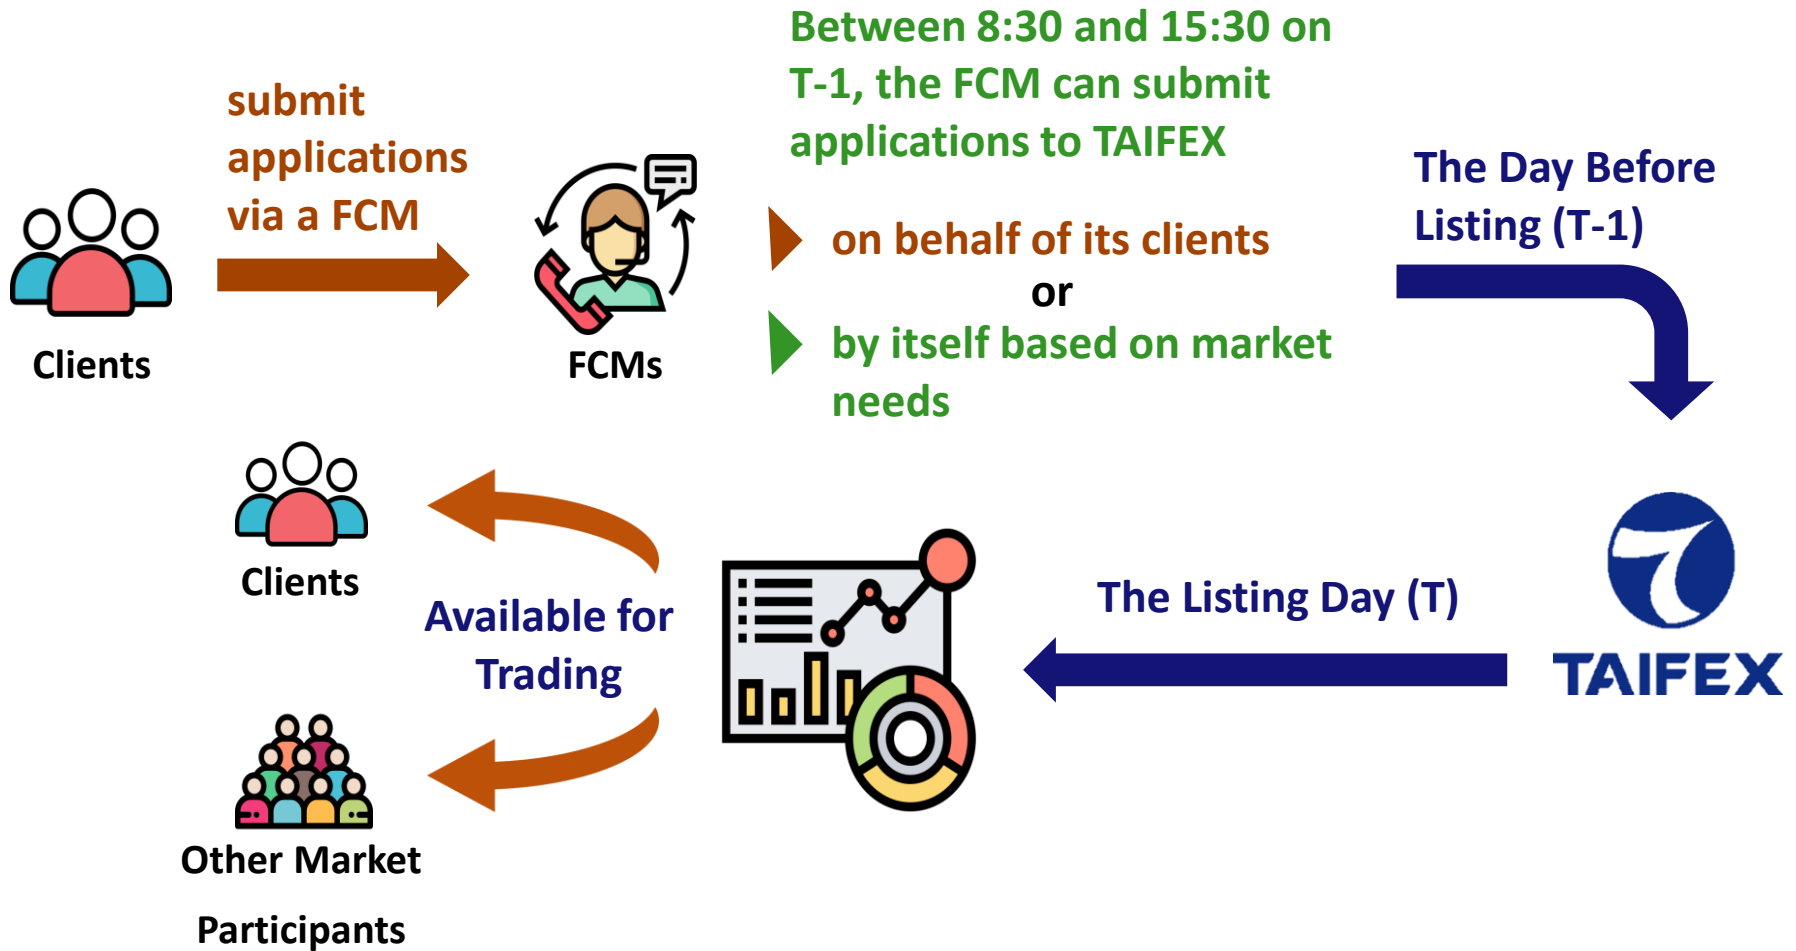 Between 8:30 and 15:30 on
T-1, the FCM can submit
applications to TAIFEX
submit
applications
via a FCM
The Day Before
Listing (T-1)
on behalf of its clients
or
by itself based on market
needs
Clients
FCMs
Clients
Available for
Trading
The Listing Day (T)
TAIFEX
Other Market
Participants